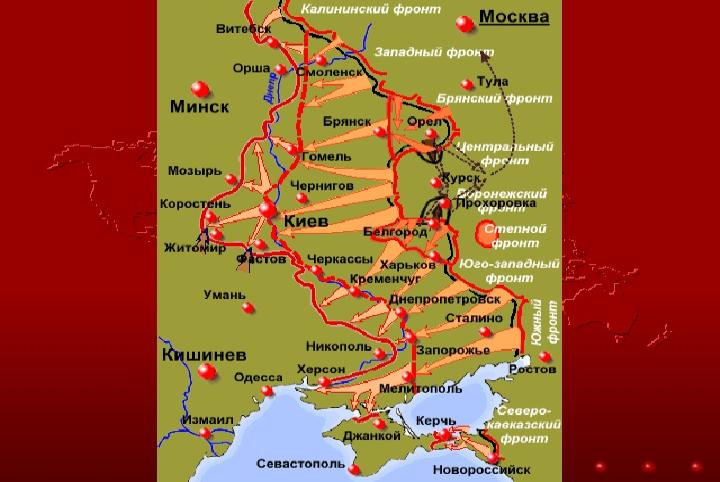 Калининский фронт
Москва
Витебск
Западный фронт
Орша
Смоленск
Тула
Днепр
Брянский фронт
Минск
Брянск
Орел
Центральный
фронт
Гомель
Мозырь
Курск
Чернигов
Воронежский
фронт
Коростень
Прохоровка
Киев
Белгород
Степной
фронт
Житомир
Фастов
Черкассы
Харьков
Юго-западный
фронт
Кременчуг
Умань
Днепропетровск
Сталино
Южный
фронт
Никополь
Запорожье
Кишинев
Херсон
Ростов
Одесса
Мелитополь
Северо-
кавказский
фронт
Измаил
Керчь
Джанкой
Севастополь
Новороссийск